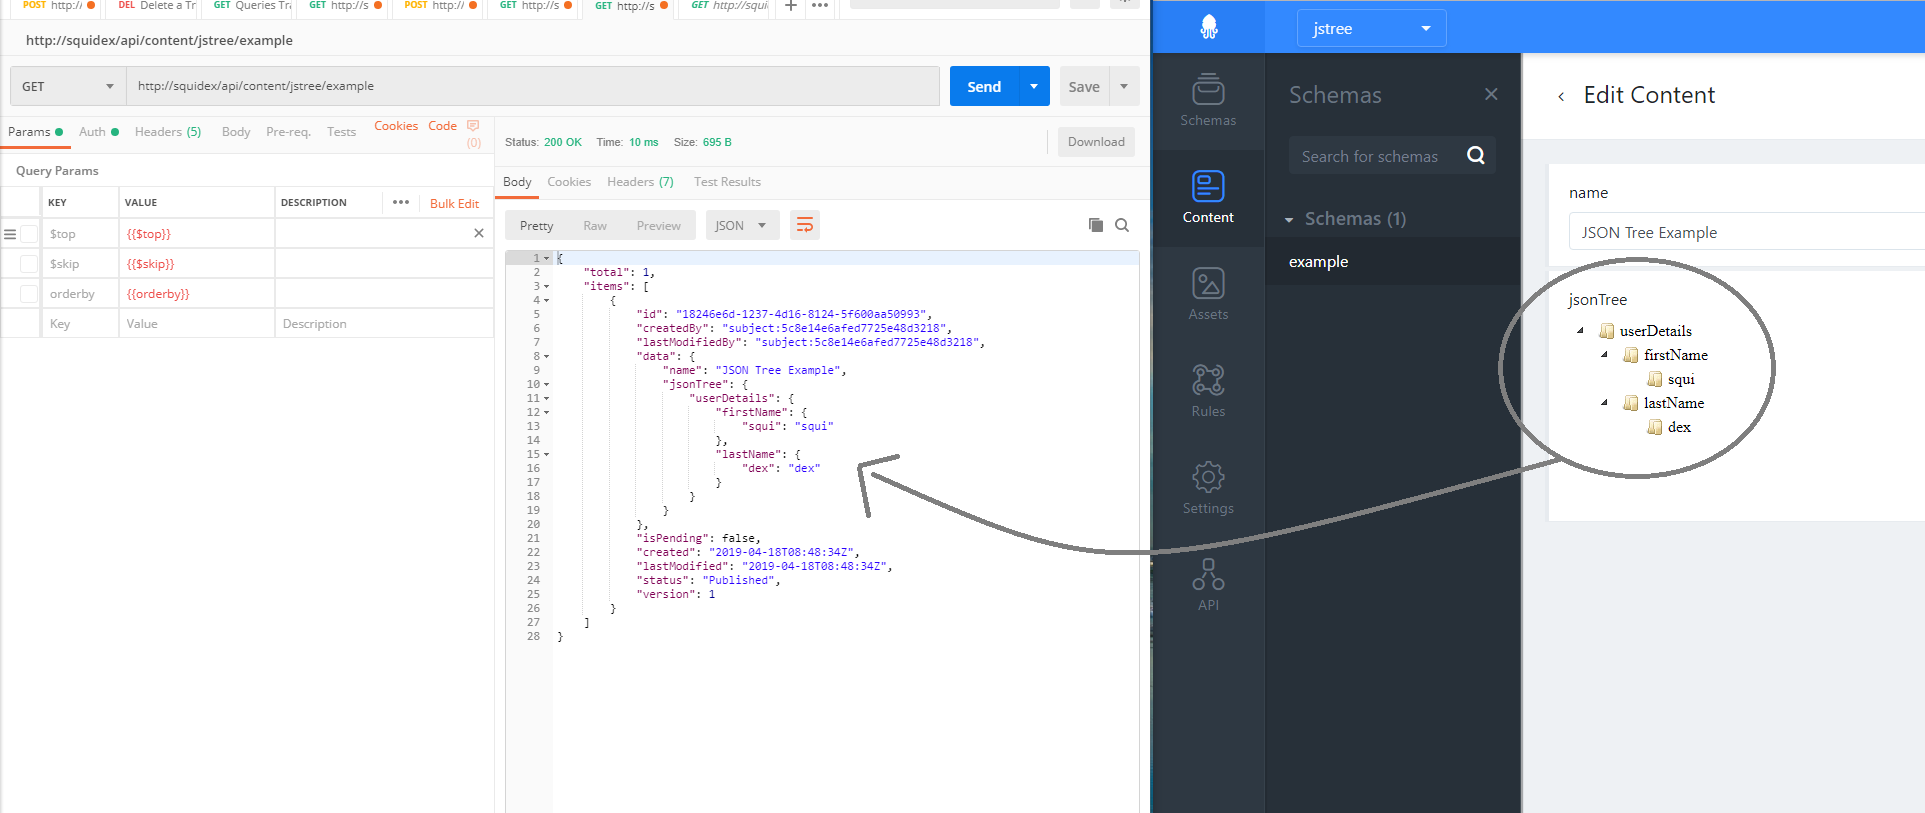 POST http:/
DEL Delete a Tr
GET Queries Tra
GET http://s
POST http:/
GET http://s
GET http://s
GET http://squi
http://squidex/api/content/jstree/example
GET
http://squidex/api/content/jstree/example
Send
Save
Params
Auth
Headers (5)
Body
Pre-req.
Tests
Cookies
Code
(0)
Query Params
KEY
VALUE
DESCRIPTION
Bulk Edit
$top
{{$top}}
$skip
{{$skip}}
orderby
{{orderby}}
Key
Value
Description
Status: 200 OK
Time: 10 ms
Size: 695 B
Download
Body
Cookies
Headers (7)
Test Results
Pretty
Raw
Preview
JSON
1 {
2 "total": 1,
3 "items": [
4 {
5 "id": "18246e6d-1237-4d16-8124-5f600aa50993",
6 "createdBy": "subject:5c8e14e6afed7725e48d3218",
7 "lastModifiedBy": "subject:5c8e14e6afed7725e48d3218",
8 "data": {
9 "name": "JSON Tree Example",
10 "jsonTree": {
11 "userDetails": {
12 "firstName": {
13 "squi": "squi"
14 },
15 "lastName": {
16 "dex": "dex"
17 }
18 }
19 }
20 },
21 "isPending": false,
22 "created": "2019-04-18T08:48:34Z",
23 "lastModified": "2019-04-18T08:48:34Z",
24 "status": "Published",
25 "version": 1
26 }
27 ]
28 }
jstree
Schemas
Content
Assets
Rules
Settings
API
Schemas
Search for schemas
Schemas (1)
example
Edit Content
name
JSON Tree Example
jsonTree
userDetails
firstName
squi
lastName
dex